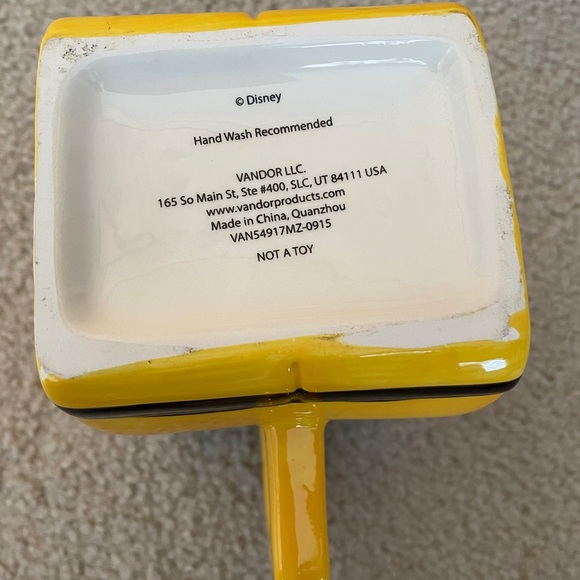 © Disney
Hand Wash Recommended
VANDOR LLC.
165 So Main St, Ste #400, SLC, UT 84111 USA
www.vandorproducts.com
Made in China, Quanzhou
VAN54917MZ-0915
NOT A TOY